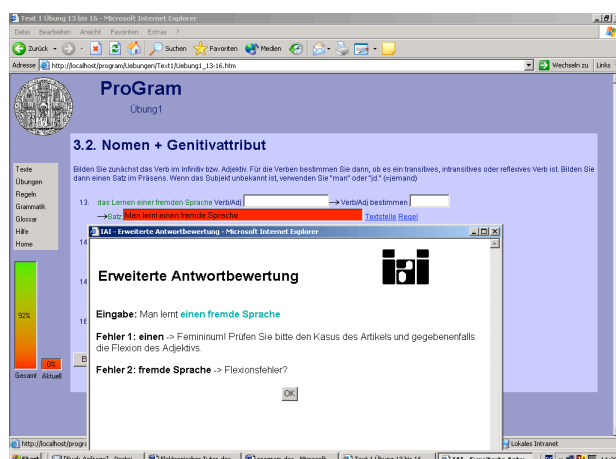 Text 1 Übung 13 bis 16 - Microsoft Internet Explorer
Datei Bearbeiten Ansicht Favoriten Extras ?
Zurück Suchen Favoriten Medien
Adresse http://localhost/program/Uebungen/Text1/Uebung1_13-16.htm Wechseln zu Links
ProGram
Übung1
3.2. Nomen + Genitivattribut
Texte
Übungen
Regeln
Grammatik
Glossar
Hilfe
Home
92%
0%
Gesamt Aktuell
Bilden Sie zunächst das Verb im Infinitiv bzw. Adjektiv. Für die Verben bestimmen Sie dann, ob es ein transitives, intransitives oder reflexives Verb ist. Bilden Sie
dann einen Satz im Präsens. Wenn das Subjekt unbekannt ist, verwenden Sie "man" oder "jd." (=jemand)
13. das Lernen einer fremden Sprache Verb/Adj → Verb/Adj bestimmen
→Satz: Man lernt einen fremde Sprache Textstelle Regel
14
14
16
B
IAI - Erweiterte Antwortbewertung - Microsoft Internet Explorer
iai
Erweiterte Antwortbewertung
Eingabe: Man lernt einen fremde Sprache
Fehler 1: einen -> Femininum! Prüfen Sie bitte den Kasus des Artikels und gegebenenfalls
die Flexion des Adjektivs.
Fehler 2: fremde Sprache -> Flexionsfehler?
OK
http://localhost/progra Lokales Intranet